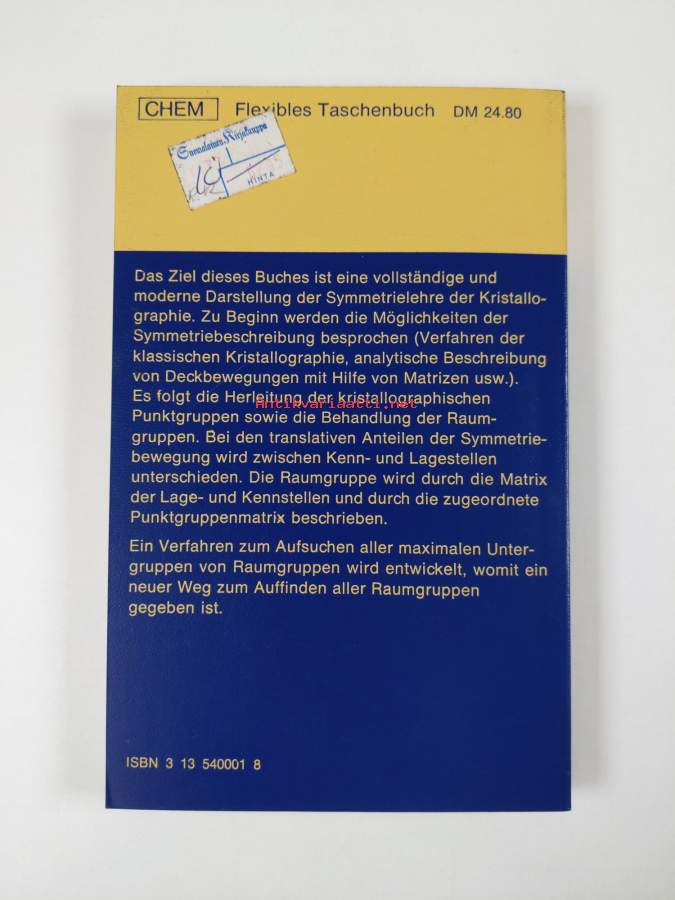 CHEM Flexibles Taschenbuch DM 24.80
Suomalainen Kirjakauppa
HINTA
Das Ziel dieses Buches ist eine vollständige und
moderne Darstellung der Symmetrielehre der Kristallo-
graphie. Zu Beginn werden die Möglichkeiten der
Symmetriebeschreibung besprochen (Verfahren der
klassischen Kristallographie, analytische Beschreibung
von Deckbewegungen mit Hilfe von Matrizen usw.).
Es folgt die Herleitung der kristallographischen
Antikvariaatti.net
Punktgruppen sowie die Behandlung der Raum-
gruppen. Bei den translativen Anteilen der Symmetrie-
bewegung wird zwischen Kenn- und Lagestellen
unterschieden. Die Raumgruppe wird durch die Matrix
der Lage- und Kennstellen und durch die zugeordnete
Punktgruppenmatrix beschrieben.
Ein Verfahren zum Aufsuchen aller maximalen Unter-
gruppen von Raumgruppen wird entwickelt, womit ein
neuer Weg zum Auffinden aller Raumgruppen
gegeben ist.
ISBN 3 13 540001 8